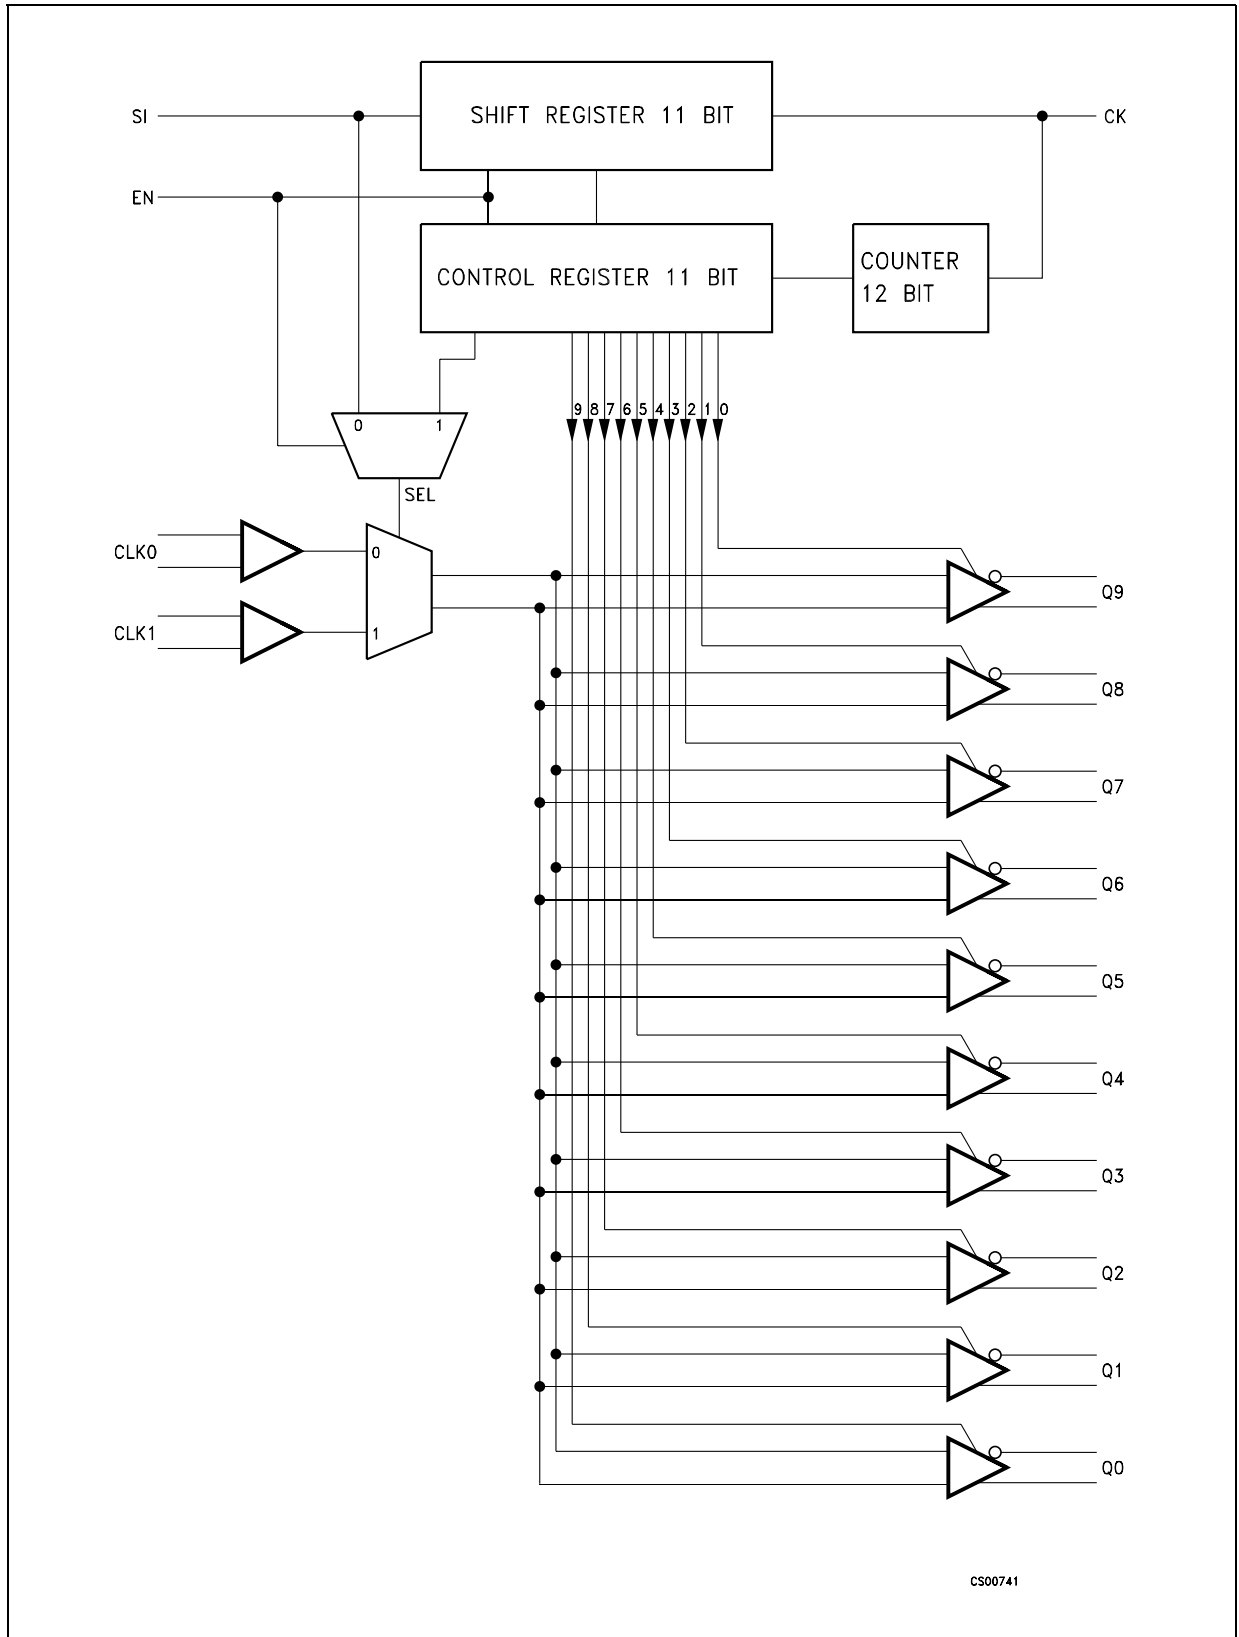 SI
SHIFT REGISTER 11 BIT
CK
EN
CONTROL REGISTER 11 BIT
COUNTER
12 BIT
0 1
9 8 7 6 5 4 3 2 1 0
SEL
CLK0
0
CLK1
1
Q9
Q8
Q7
Q6
Q5
Q4
Q3
Q2
Q1
Q0
CS00741